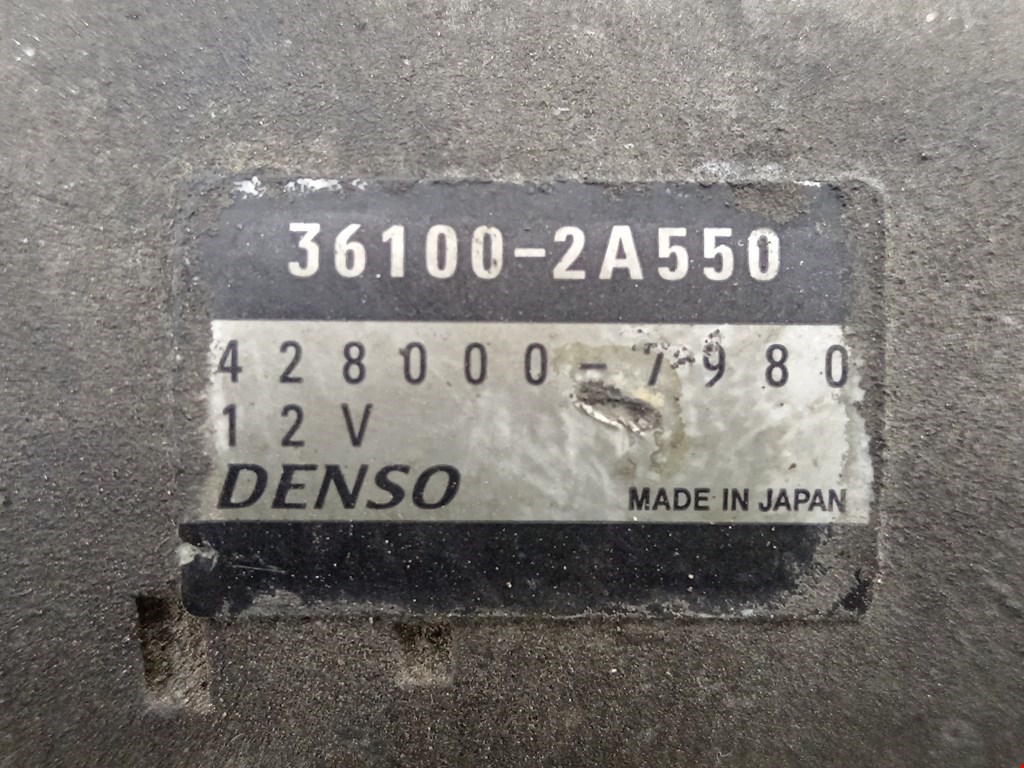 36100-2A550
428000-7980
12V
DENSO
MADE IN JAPAN